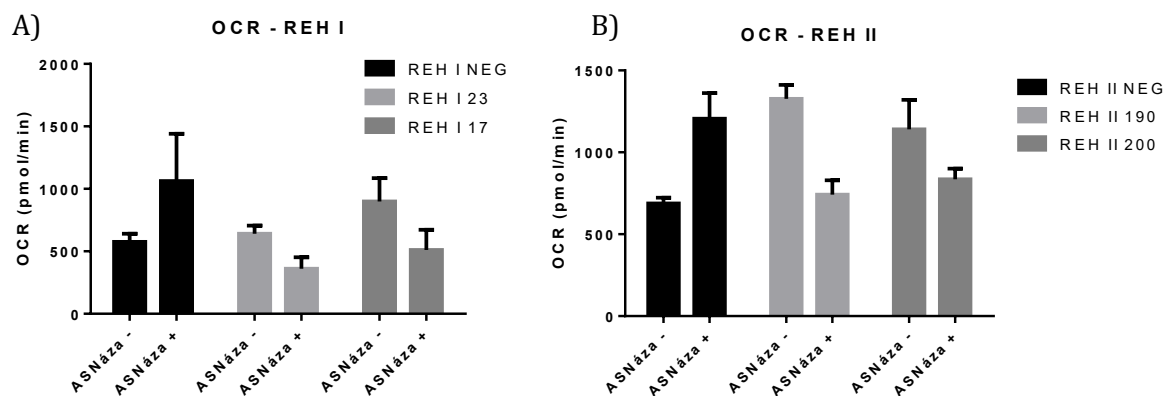 A)
OCR - REH I
OCR (pmol/min)
2000
1500
1000
500
0
ASNáza -
ASNáza +
ASNáza -
ASNáza +
ASNáza -
ASNáza +
REH I NEG
REH I 23
REH I 17
B)
OCR - REH II
OCR (pmol/min)
1500
1000
500
0
ASNáza -
ASNáza +
ASNáza -
ASNáza +
ASNáza -
ASNáza +
REH II NEG
REH II 190
REH II 200